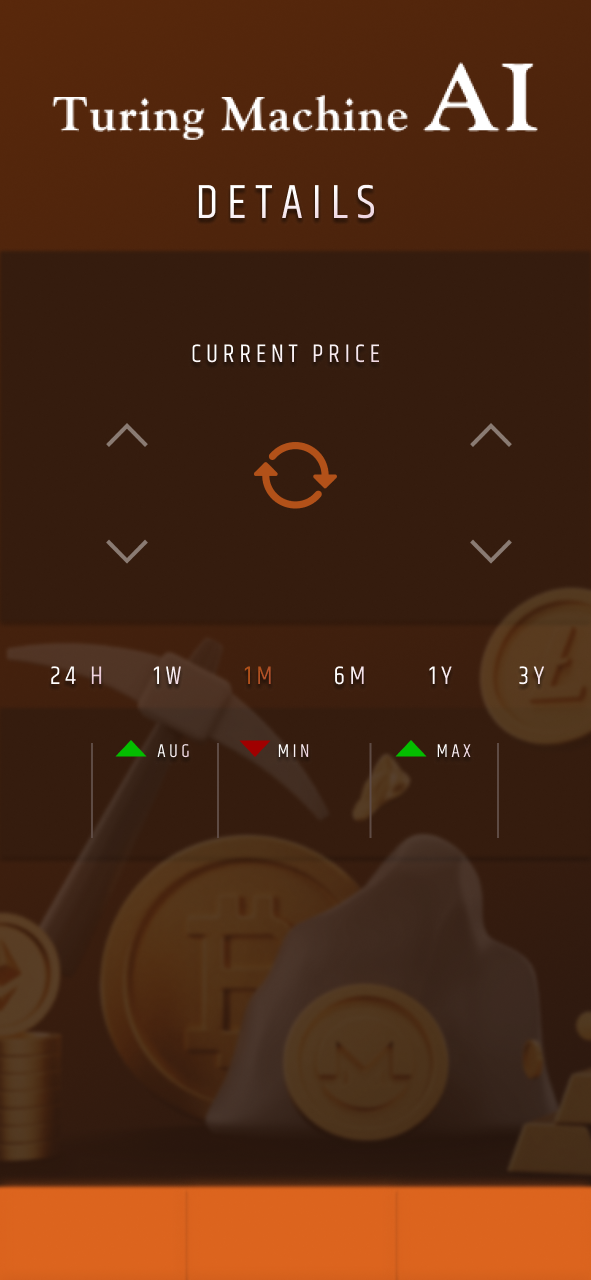 Turing Machine AI
DETAILS
CURRENT PRICE
24 H 1W 1M 6M 1Y 3Y
AUG MIN MAX